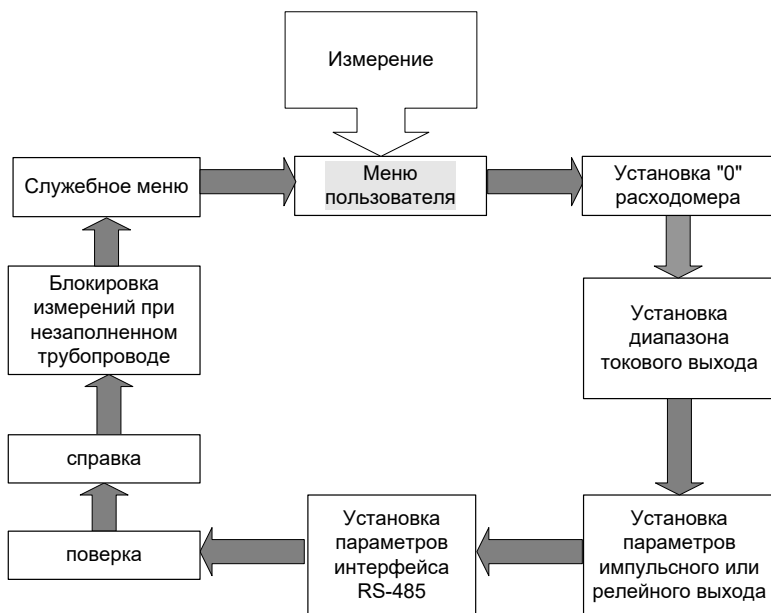 Измерение
Служебное меню
Меню
пользователя
Установка "0"
расходомера
Блокировка
измерений при
незаполненном
трубопроводе
Установка
диапазона
токового выхода
справка
поверка
Установка
параметров
интерфейса
RS-485
Установка
параметров
импульсного или
релейного выхода